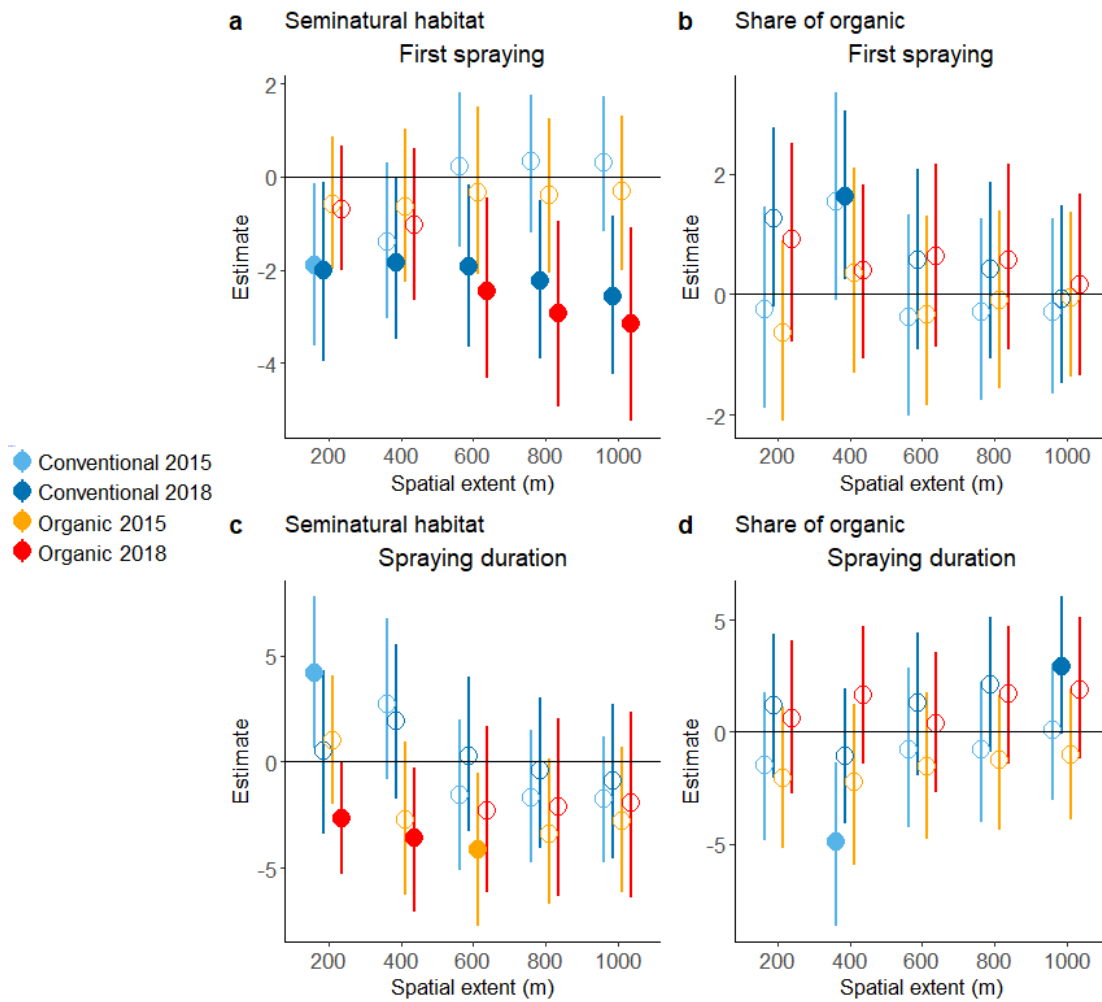 a Seminatural habitat
First spraying
2
0
-2
-4
Estimate
200 400 600 800 1000
Spatial extent (m)
b Share of organic
First spraying
2
0
-2
Estimate
200 400 600 800 1000
Spatial extent (m)
Conventional 2015
Conventional 2018
Organic 2015
Organic 2018
c Seminatural habitat
Spraying duration
5
0
-5
Estimate
200 400 600 800 1000
Spatial extent (m)
d Share of organic
Spraying duration
5
0
-5
Estimate
200 400 600 800 1000
Spatial extent (m)